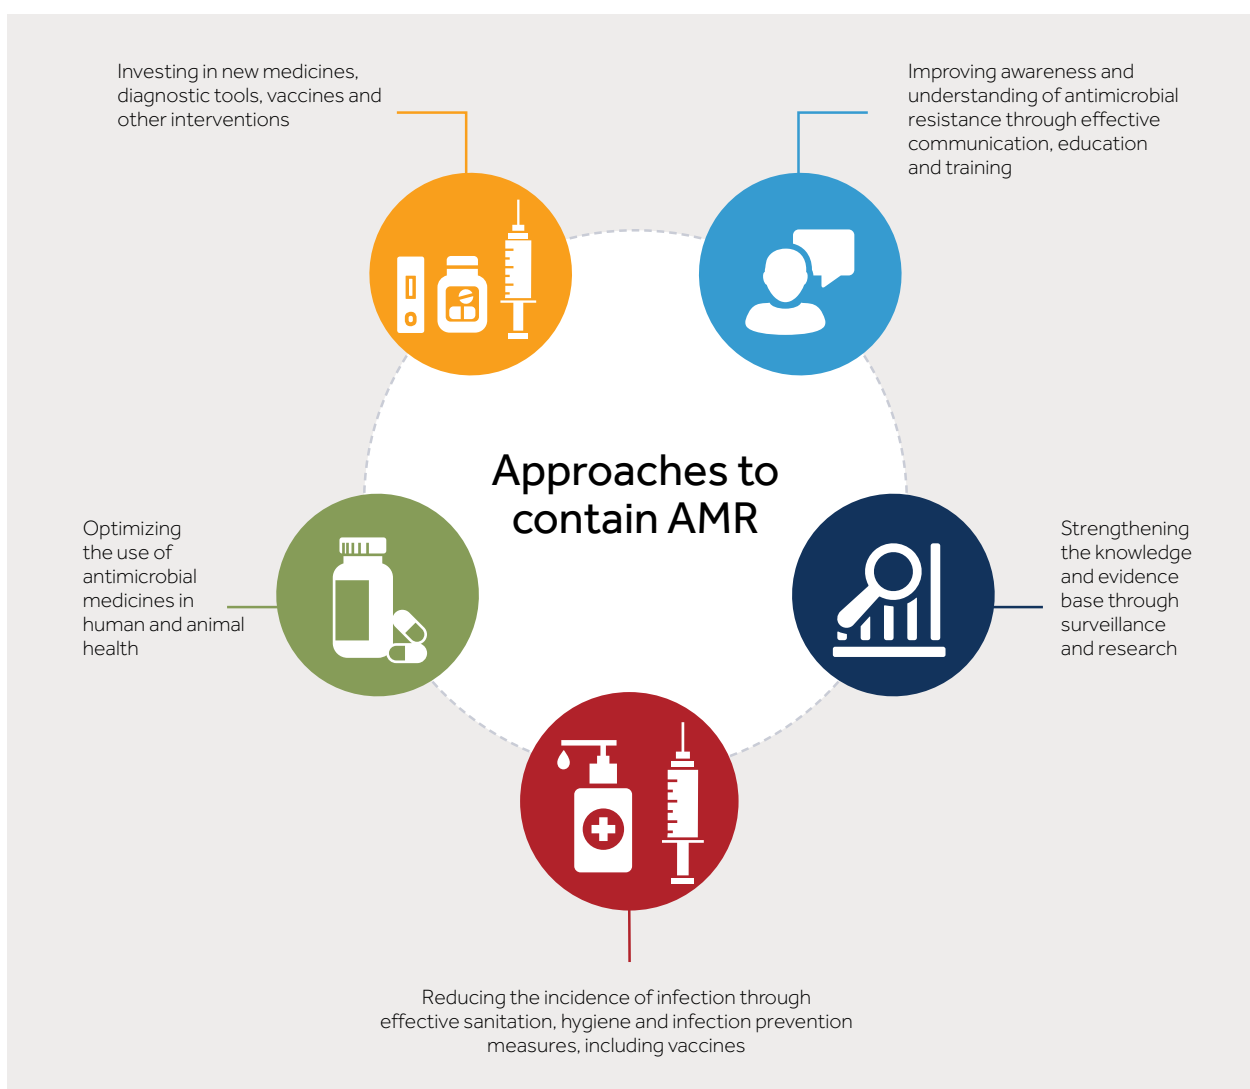 Investing in new medicines,
diagnostic tools, vaccines and
other interventions
Improving awareness and
understanding of antimicrobial
resistance through effective
communication, education
and training
Approaches to
contain AMR
Optimizing
the use of
antimicrobial
medicines in
human and animal
health
Strengthening
the knowledge
and evidence
base through
surveillance
and research
Reducing the incidence of infection through
effective sanitation, hygiene and infection prevention
measures, including vaccines